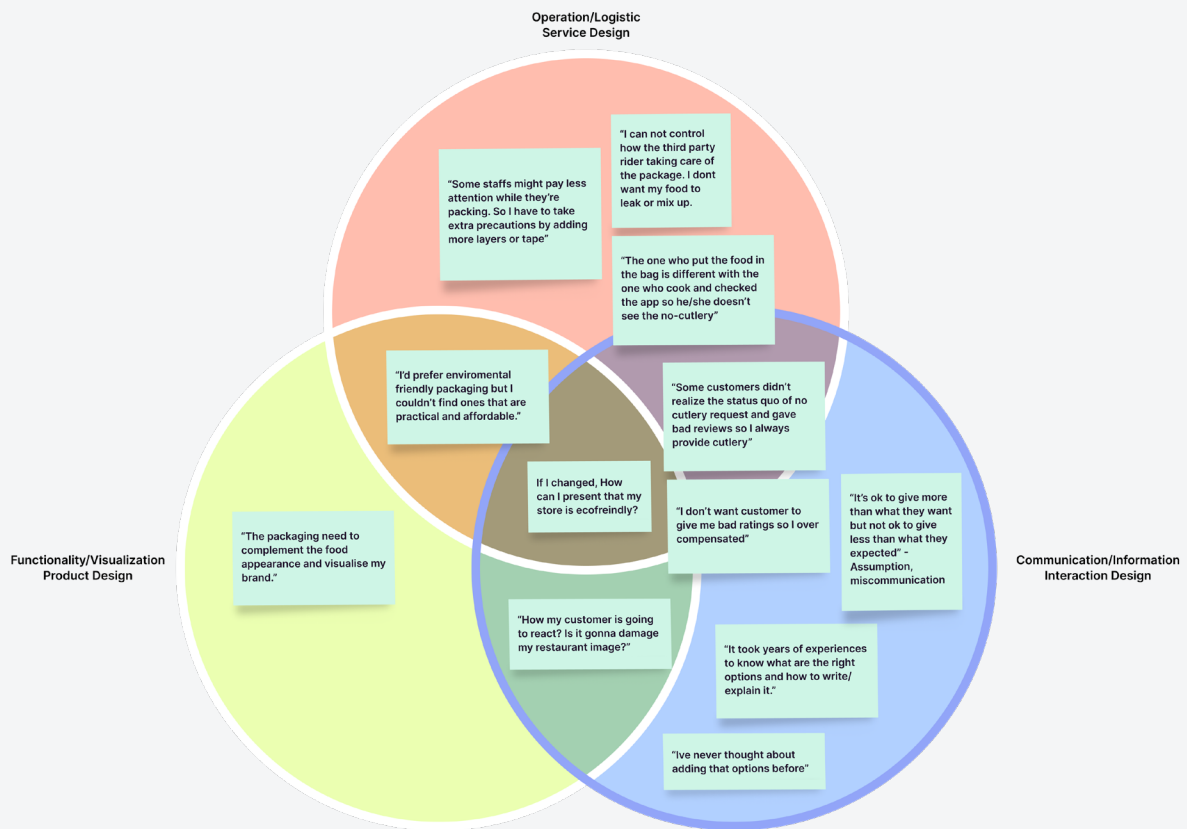 Operation/Logistic
Service Design
“I can not control
how the third party
rider taking care of
the package. I dont
want my food to
leak or mix up.
“Some staffs might pay less
attention while they’re
packing. So I have to take
extra precautions by adding
more layers or tape”
“The one who put the food in
the bag is different with the
one who cook and checked
the app so he/she doesn’t
see the no-cutlery”
“I’d prefer enviromental
friendly packaging but I
couldn’t find ones that are
practical and affordable.”
“Some customers didn’t
realize the status quo of no
cutlery request and gave
bad reviews so I always
provide cutlery”
If I changed, How
can I present that my
store is ecofreindly?
“I don’t want customer to
give me bad ratings so I over
compensated”
“It’s ok to give more
than what they want
but not ok to give
less than what they
expected” -
Assumption,
miscommunication
“The packaging need to
complement the food
appearance and visualise my
brand.”
Functionality/Visualization
Product Design
Communication/Information
Interaction Design
“How my customer is going
to react? Is it gonna damage
my restaurant image?”
“It took years of experiences
to know what are the right
options and how to write/
explain it.”
“Ive never thought about
adding that options before”